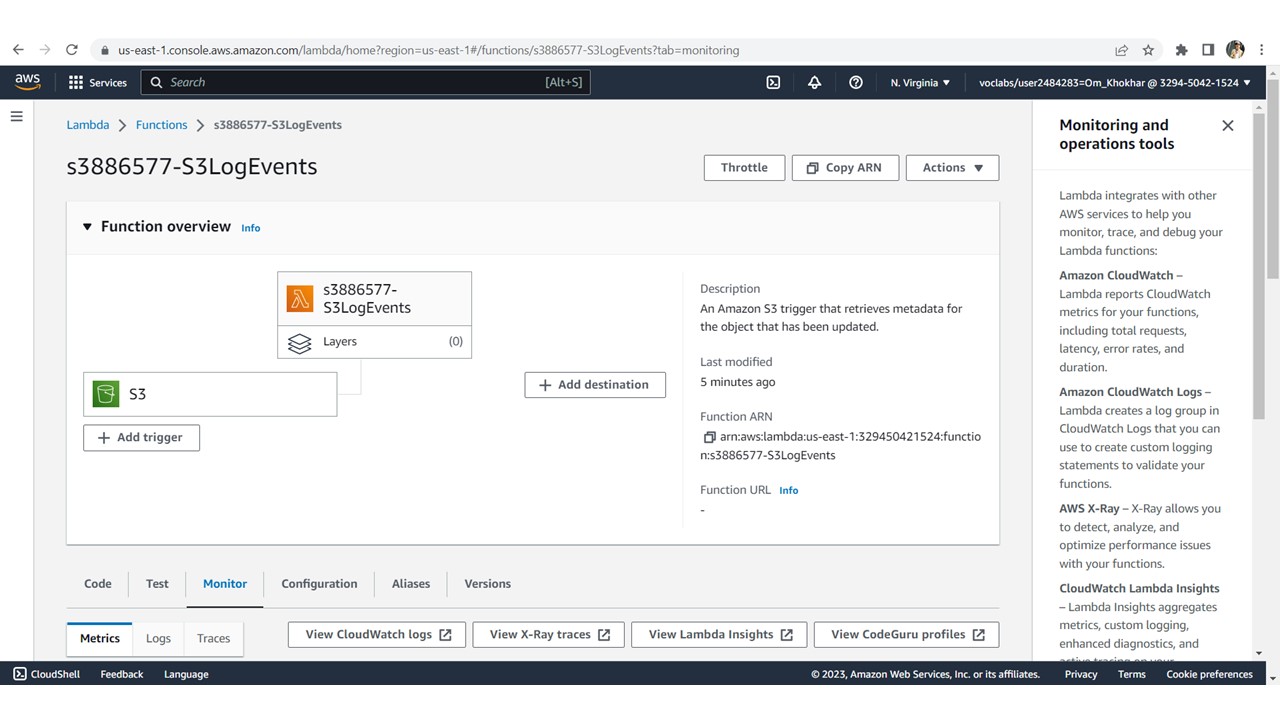 us-east-1.console.aws.amazon.com/lambda/home?region=us-east-1#/functions/s3886577-S3LogEvents?tab=monitoring
aws
Services
Search
[Alt+S]
N. Virginia
voclabs/user2484283=Om_Khokhar @ 3294-5042-1524
Lambda
Functions
s3886577-S3LogEvents
s3886577-S3LogEvents
Throttle
Copy ARN
Actions
Function overview Info
s3886577-
S3LogEvents
Layers (0)
S3
+ Add trigger
+ Add destination
Description
An Amazon S3 trigger that retrieves metadata for
the object that has been updated.
Last modified
5 minutes ago
Function ARN
arn:aws:lambda:us-east-1:329450421524:functio
n:s3886577-S3LogEvents
Function URL Info
-
Code
Test
Monitor
Configuration
Aliases
Versions
Metrics
Logs
Traces
View CloudWatch logs
View X-Ray traces
View Lambda Insights
View CodeGuru profiles
Monitoring and
operations tools
Lambda integrates with other
AWS services to help you
monitor, trace, and debug your
Lambda functions:
Amazon CloudWatch –
Lambda reports CloudWatch
metrics for your functions,
including total requests,
latency, error rates, and
duration.
Amazon CloudWatch Logs –
Lambda creates a log group in
CloudWatch Logs that you can
use to create custom logging
statements to validate your
functions.
AWS X-Ray – X-Ray allows you
to detect, analyze, and
optimize performance issues
with your functions.
CloudWatch Lambda Insights
– Lambda Insights aggregates
metrics, custom logging,
enhanced diagnostics, and
CloudShell
Feedback
Language
© 2023, Amazon Web Services, Inc. or its affiliates.
Privacy
Terms
Cookie preferences